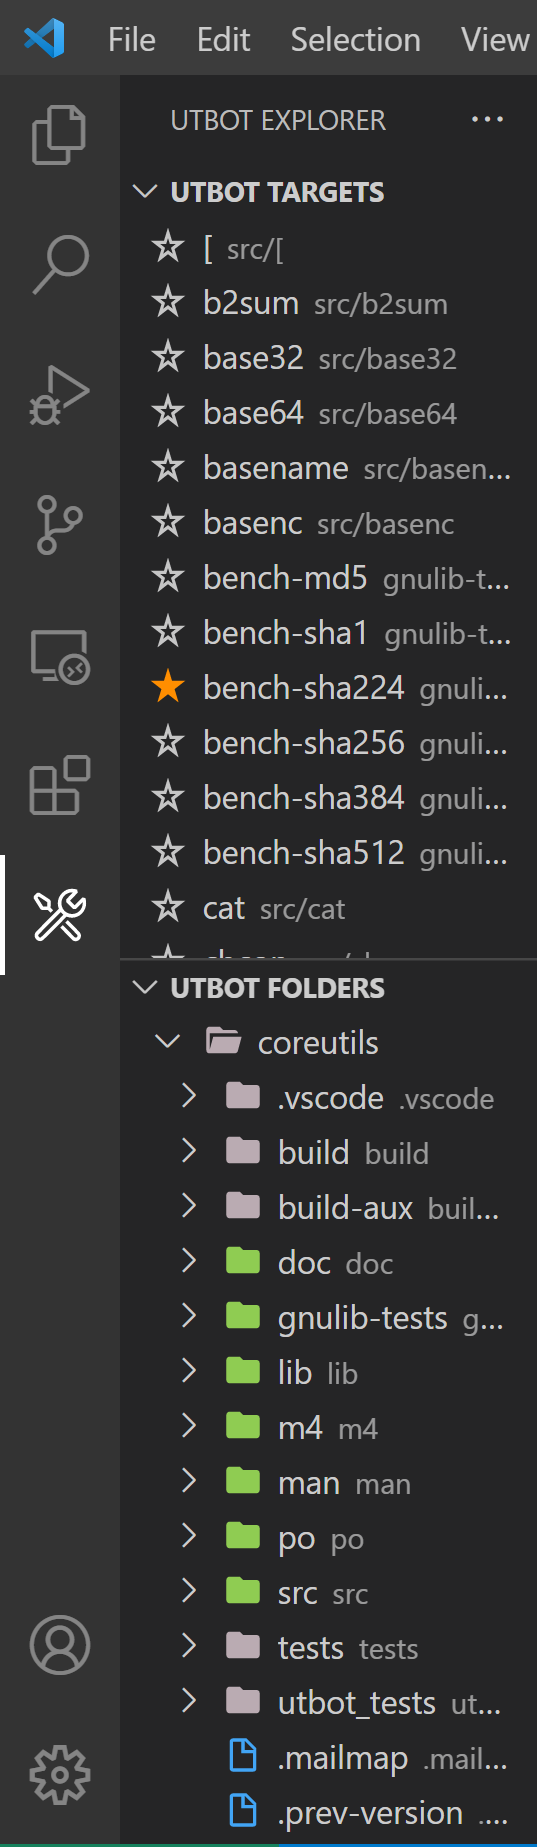 File Edit Selection View
UTBOT EXPLORER ...
UTBOT TARGETS
[ src/[
b2sum src/b2sum
base32 src/base32
base64 src/base64
basename src/basen...
basenc src/basenc
bench-md5 gnulib-t...
bench-sha1 gnulib-t...
bench-sha224 gnuli...
bench-sha256 gnuli...
bench-sha384 gnuli...
bench-sha512 gnuli...
cat src/cat
UTBOT FOLDERS
coreutils
.vscode .vscode
build build
build-aux buil...
doc doc
gnulib-tests g...
lib lib
m4 m4
man man
po po
src src
tests tests
utbot_tests ut...
.mailmap .mail...
.prev-version ....